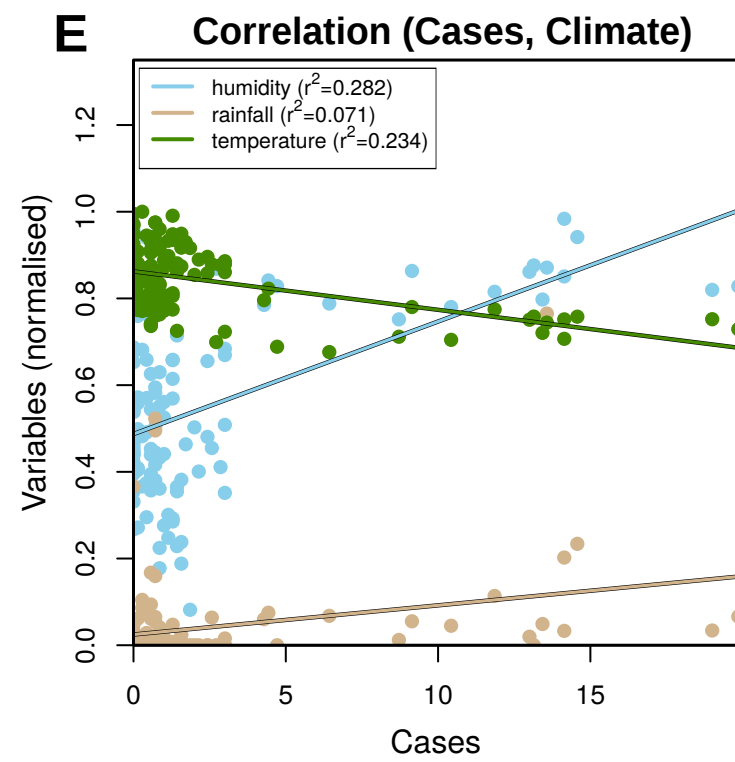 E
Correlation (Cases, Climate)
humidity (r²=0.282)
rainfall (r²=0.071)
temperature (r²=0.234)
Variables (normalised)
1.2
1.0
0.8
0.6
0.4
0.2
0.0
0 5 10 15
Cases